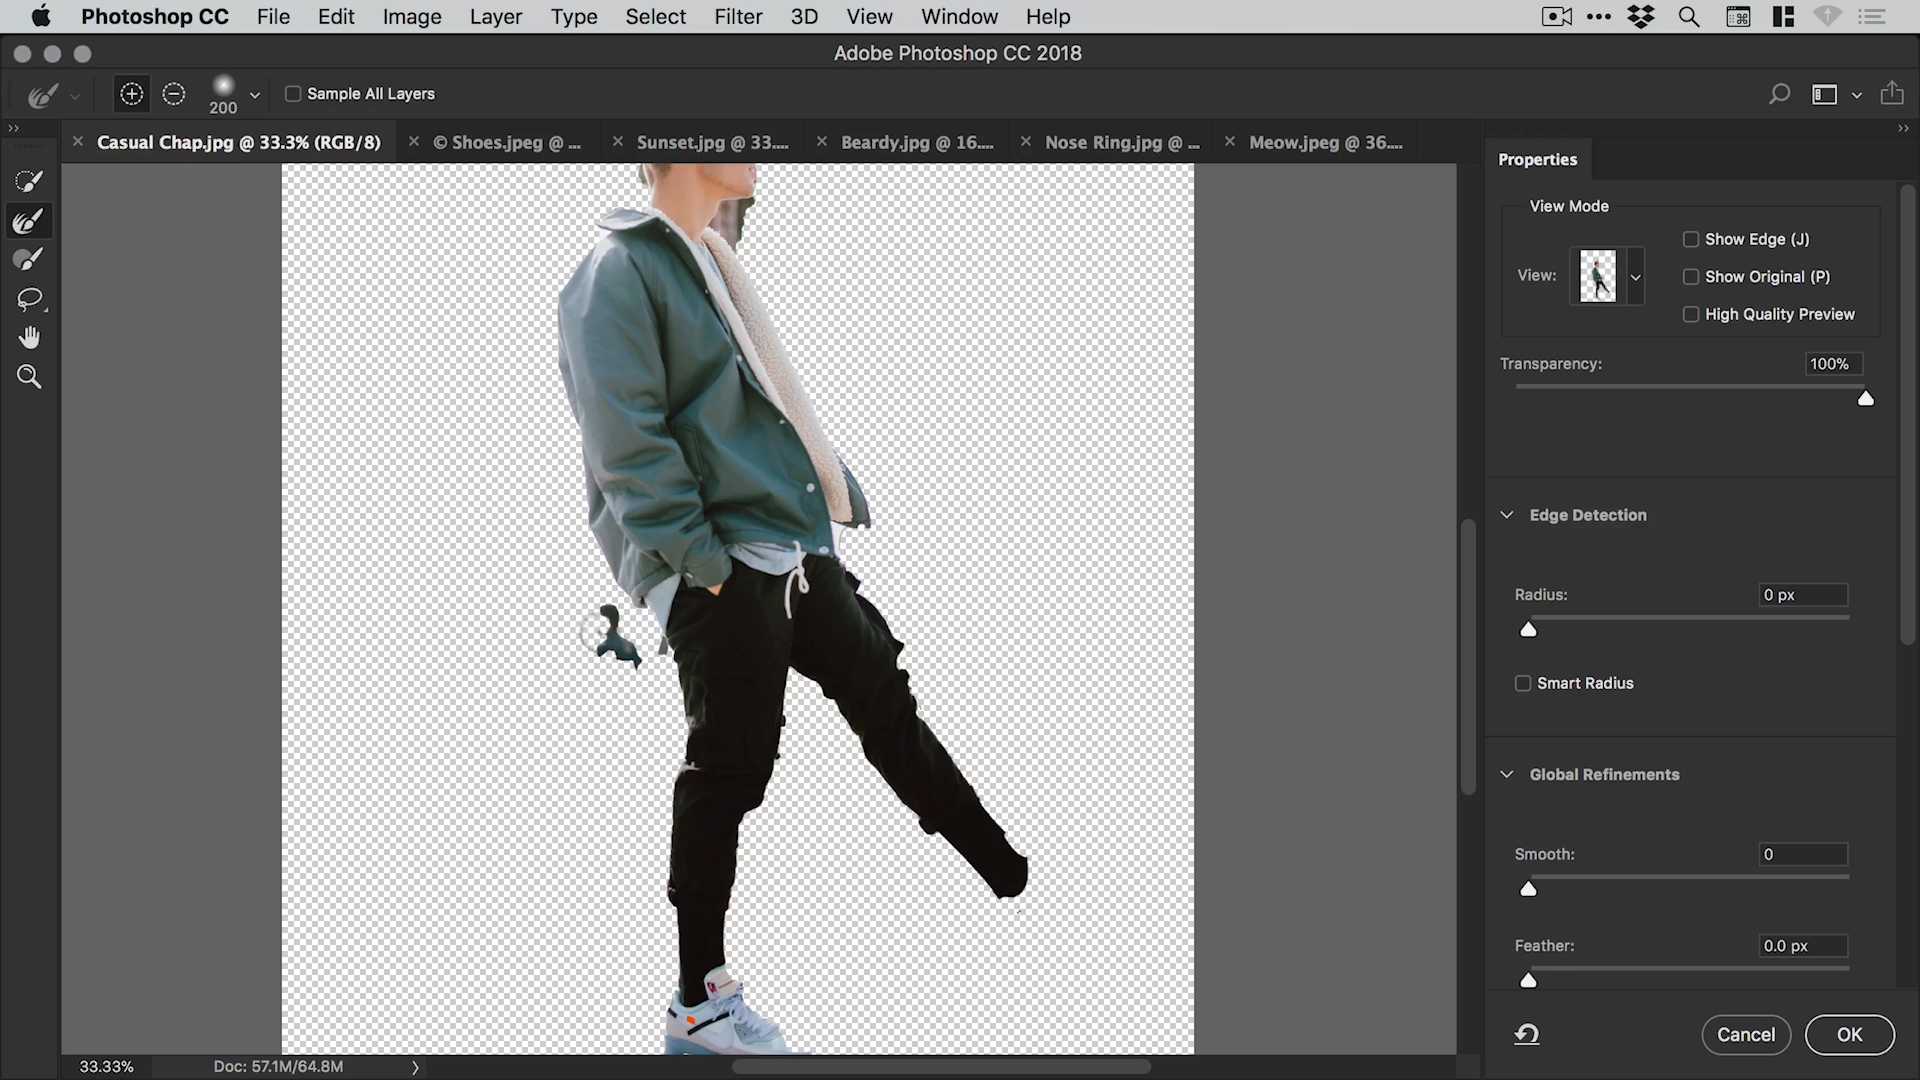 Photoshop CC File Edit Image Layer Type Select Filter 3D View Window Help
Adobe Photoshop CC 2018
200
Sample All Layers
Casual Chap.jpg @ 33.3% (RGB/8)
© Shoes.jpeg @ ...
Sunset.jpg @ 33....
Beardy.jpg @ 16....
Nose Ring.jpg @ ...
Meow.jpeg @ 36....
Properties
View Mode
View:
Show Edge (J)
Show Original (P)
High Quality Preview
Transparency:
100%
Edge Detection
Radius:
0 px
Smart Radius
Global Refinements
Smooth:
0
Feather:
0.0 px
Cancel
OK
33.33%
Doc: 57.1M/64.8M